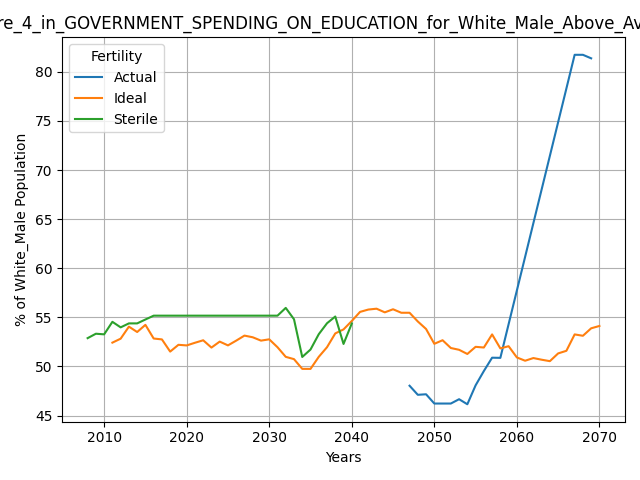 re_4_in_GOVERNMENT_SPENDING_ON_EDUCATION_for_White_Male_Above_Av
Fertility
Actual
Ideal
Sterile
% of White_Male Population
80
75
70
65
60
55
50
45
2010 2020 2030 2040 2050 2060 2070
Years